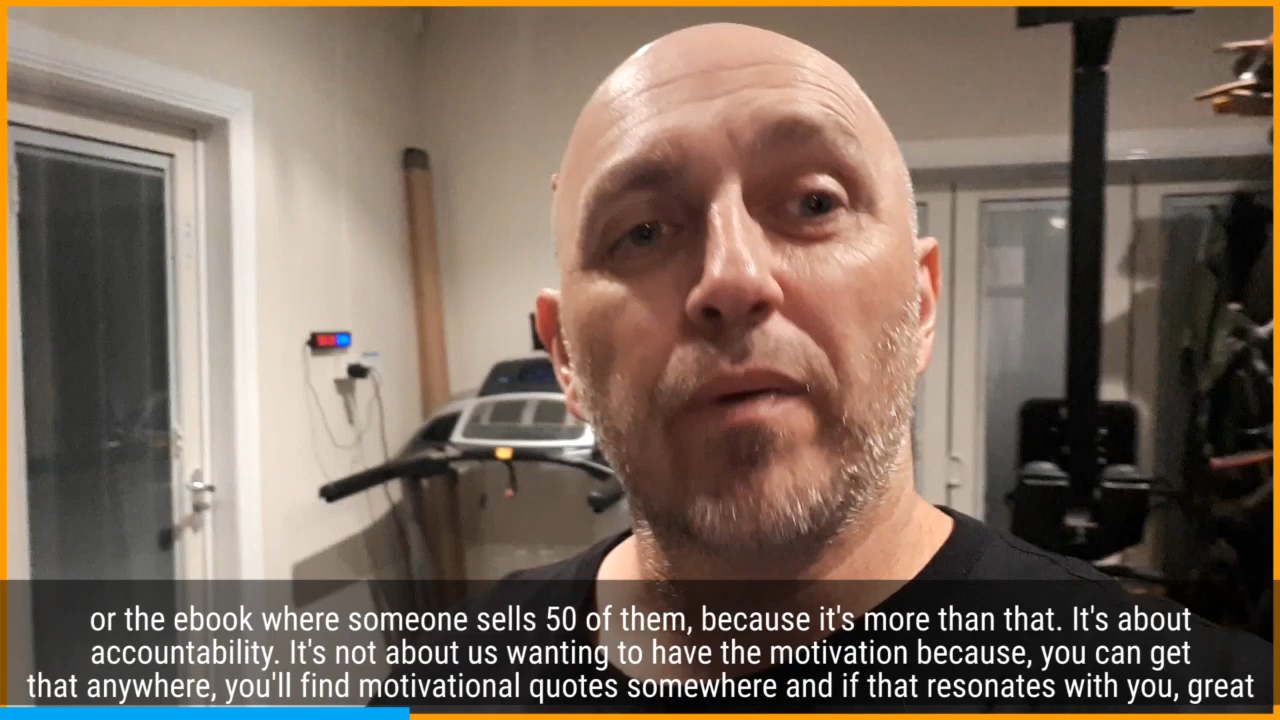 or the ebook where someone sells 50 of them, because it's more than that. It's about
accountability. It's not about us wanting to have the motivation because, you can get
that anywhere, you'll find motivational quotes somewhere and if that resonates with you, great